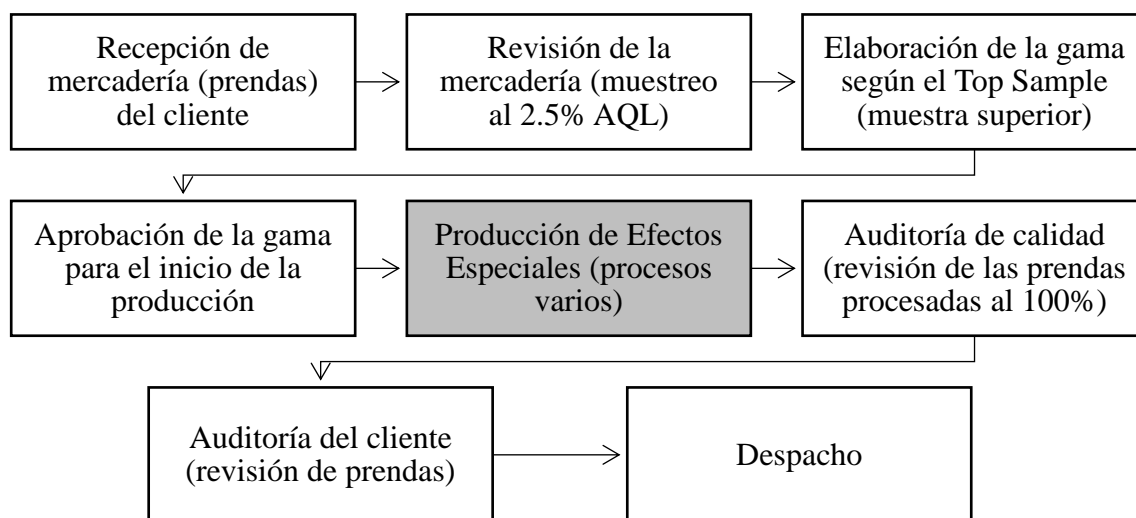 Recepción de
mercadería (prendas)
del cliente
Revisión de la
mercadería (muestreo
al 2.5% AQL)
Elaboración de la gama
según el Top Sample
(muestra superior)
Aprobación de la gama
para el inicio de la
producción
Producción de Efectos
Especiales (procesos
varios)
Auditoría de calidad
(revisión de las prendas
procesadas al 100%)
Auditoría del cliente
(revisión de prendas)
Despacho